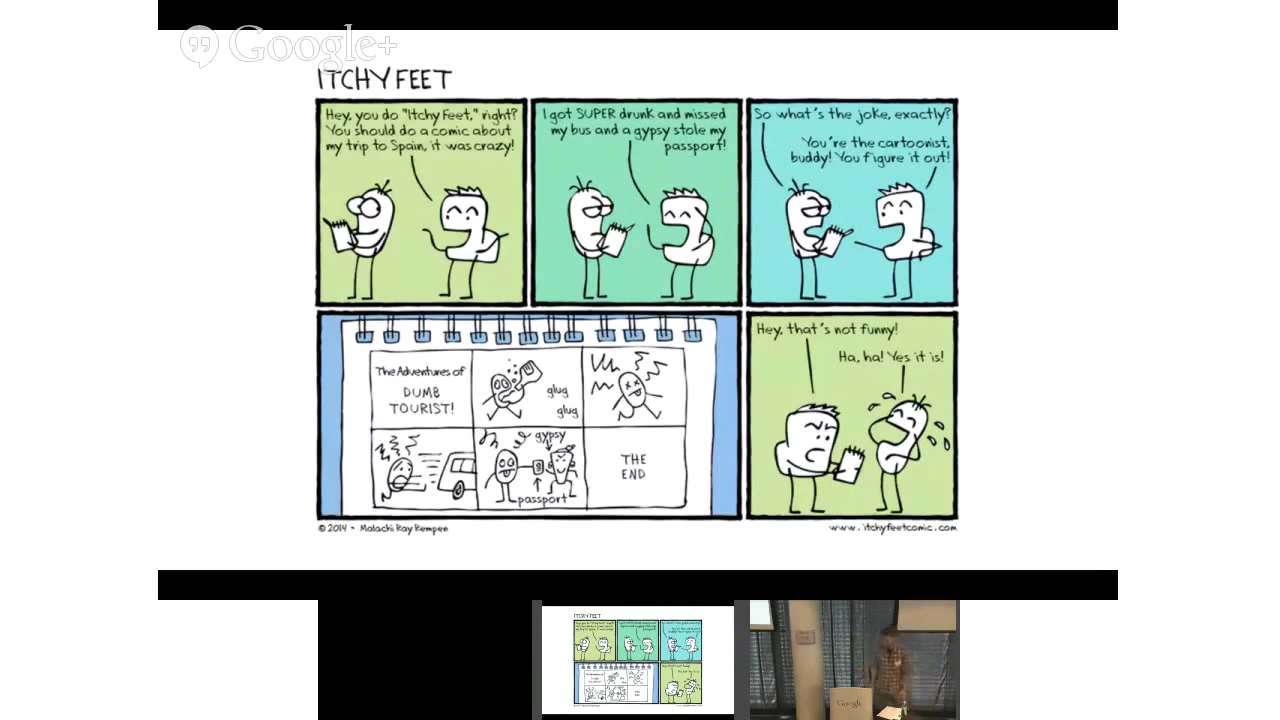 Google+
ITCHY FEET
Hey, you do "Itchy Feet," right?
You should do a comic about
my trip to Spain, it was crazy!
I got SUPER drunk and missed
my bus and a gypsy stole my
passport!
So what's the joke, exactly?
You're the cartoonist,
buddy! You figure it out!
The Adventures of
DUMB
TOURIST!
glug
glug
gypsy
passport
THE
END
Hey, that's not funny!
Ha, ha! Yes it is!
© 2014 - Malachi Ray Rempen
www.itchyfeetcomic.com
Google